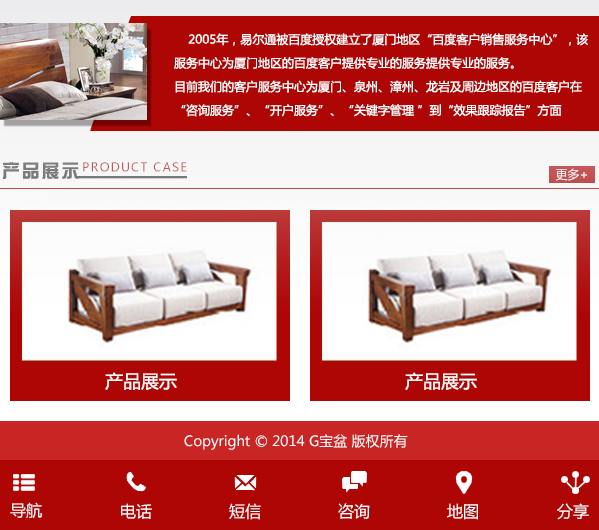 2005年，易尔通被百度授权建立了厦门地区“百度客户销售服务中心”，该
服务中心为厦门地区的百度客户提供专业的服务提供专业的服务。
目前我们的客户服务中心为厦门、泉州、漳州、龙岩及周边地区的百度客户在
“咨询服务”、“开户服务”、“关键字管理 ”到“效果跟踪报告”方面
产品展示 PRODUCT CASE
更多+
产品展示 产品展示
Copyright © 2014 G宝盆 版权所有
导航 电话 短信 咨询 地图 分享